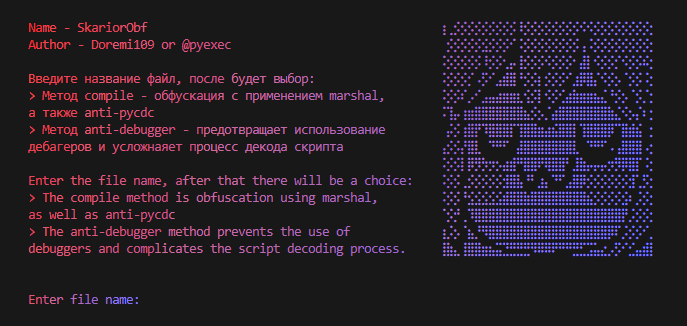 Name - SkariorObf
Author - Doremi109 or @pyexec
Введите название файл, после будет выбор:
> Метод compile - обфускация с применением marshal,
а также anti-pycdc
> Метод anti-debugger - предотвращает использование
дебагеров и усложняет процесс декода скрипта
Enter the file name, after that there will be a choice:
> The compile method is obfuscation using marshal,
as well as anti-pycdc
> The anti-debugger method prevents the use of
debuggers and complicates the script decoding process.
Enter file name: